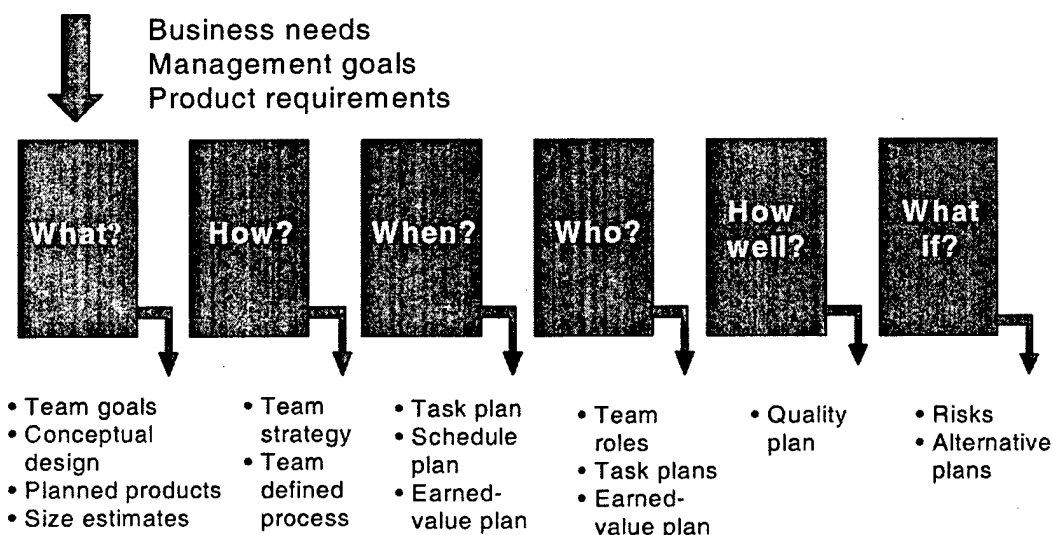 Business needs
Management goals
Product requirements
What?
How?
When?
Who?
How
well?
What
if?
• Team goals
• Conceptual
design
• Planned products
• Size estimates
• Team
strategy
• Team
defined
process
• Task plan
• Schedule
plan
• Earned-
value plan
• Team
roles
• Task plans
• Earned-
value plan
• Quality
plan
• Risks
• Alternative
plans